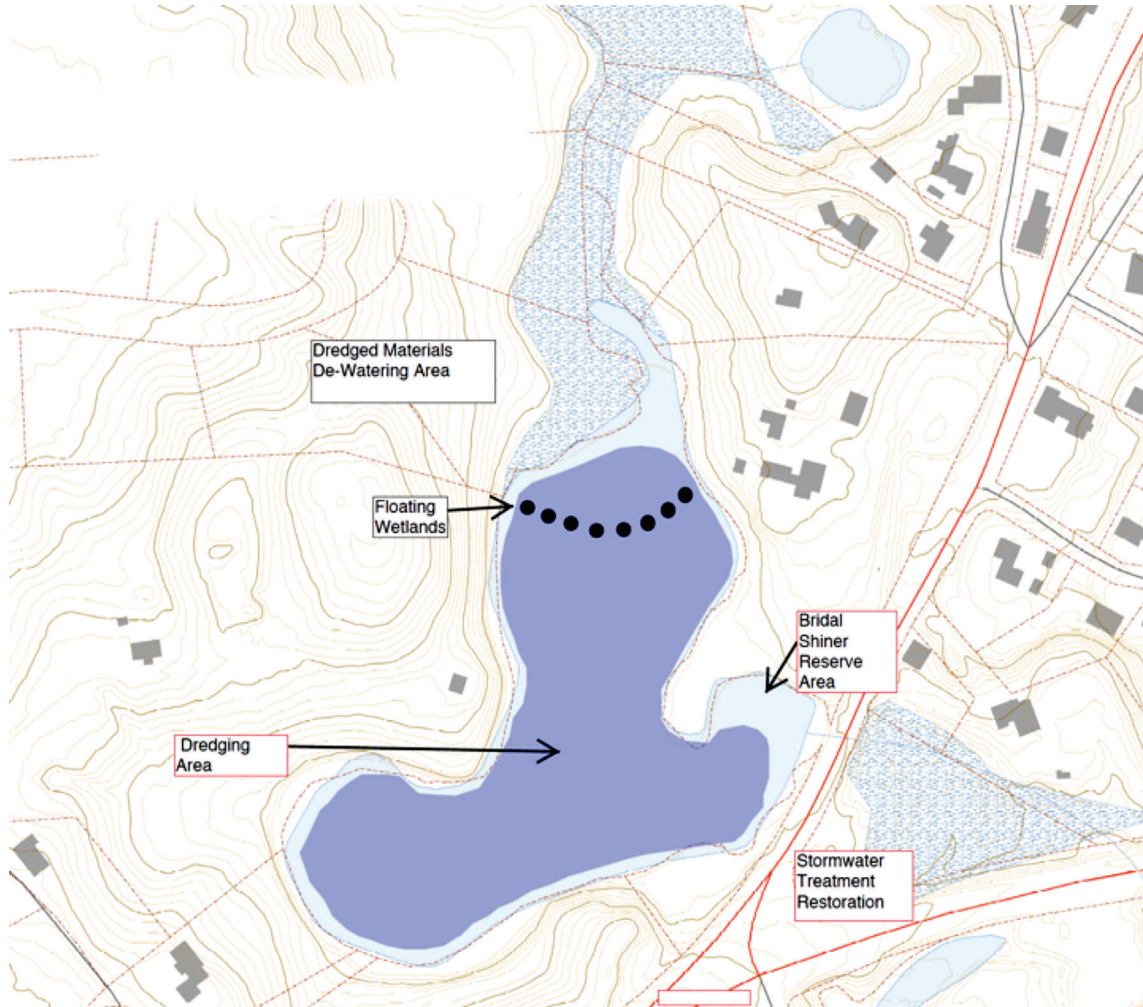 Dredged Materials
De-Watering Area
Floating
Wetlands
Bridal
Shiner
Reserve
Area
Dredging
Area
Stormwater
Treatment
Restoration